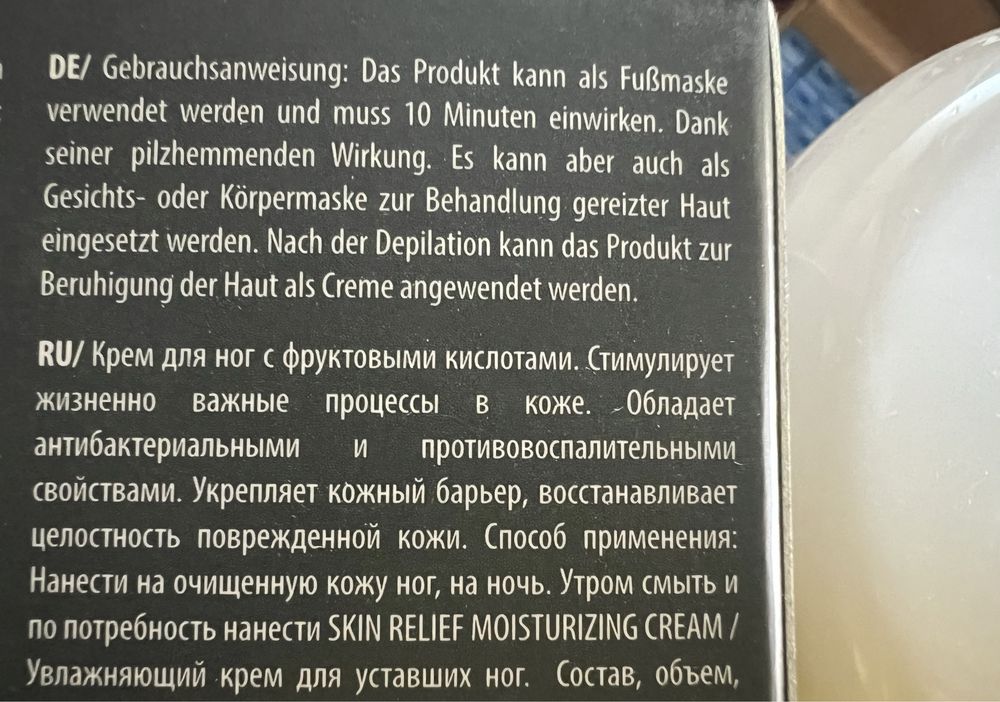 DE/ Gebrauchsanweisung: Das Produkt kann als Fußmaske
verwendet werden und muss 10 Minuten einwirken. Dank
seiner pilzhemmenden Wirkung. Es kann aber auch als
Gesichts- oder Körpermaske zur Behandlung gereizter Haut
eingesetzt werden. Nach der Depilation kann das Produkt zur
Beruhigung der Haut als Creme angewendet werden.
RU/ Крем для ног с фруктовыми кислотами. Стимулирует
жизненно важные процессы в коже. Обладает
антибактериальными и противовоспалительными
свойствами. Укрепляет кожный барьер, восстанавливает
целостность поврежденной кожи. Способ применения:
Нанести на очищенную кожу ног, на ночь. Утром смыть и
по потребность нанести SKIN RELIEF MOISTURIZING CREAM /
Увлажняющий крем для уставших ног. Состав, объем,